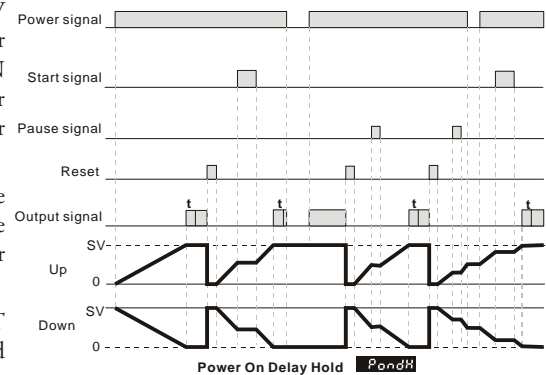 y
Power signal
r
N
Start signal
r
r
Pause signal
Reset
e
t t t t
e
Output signal
r
SV
Up
0
SV
T
Down
d
0
Power On Delay Hold PondH